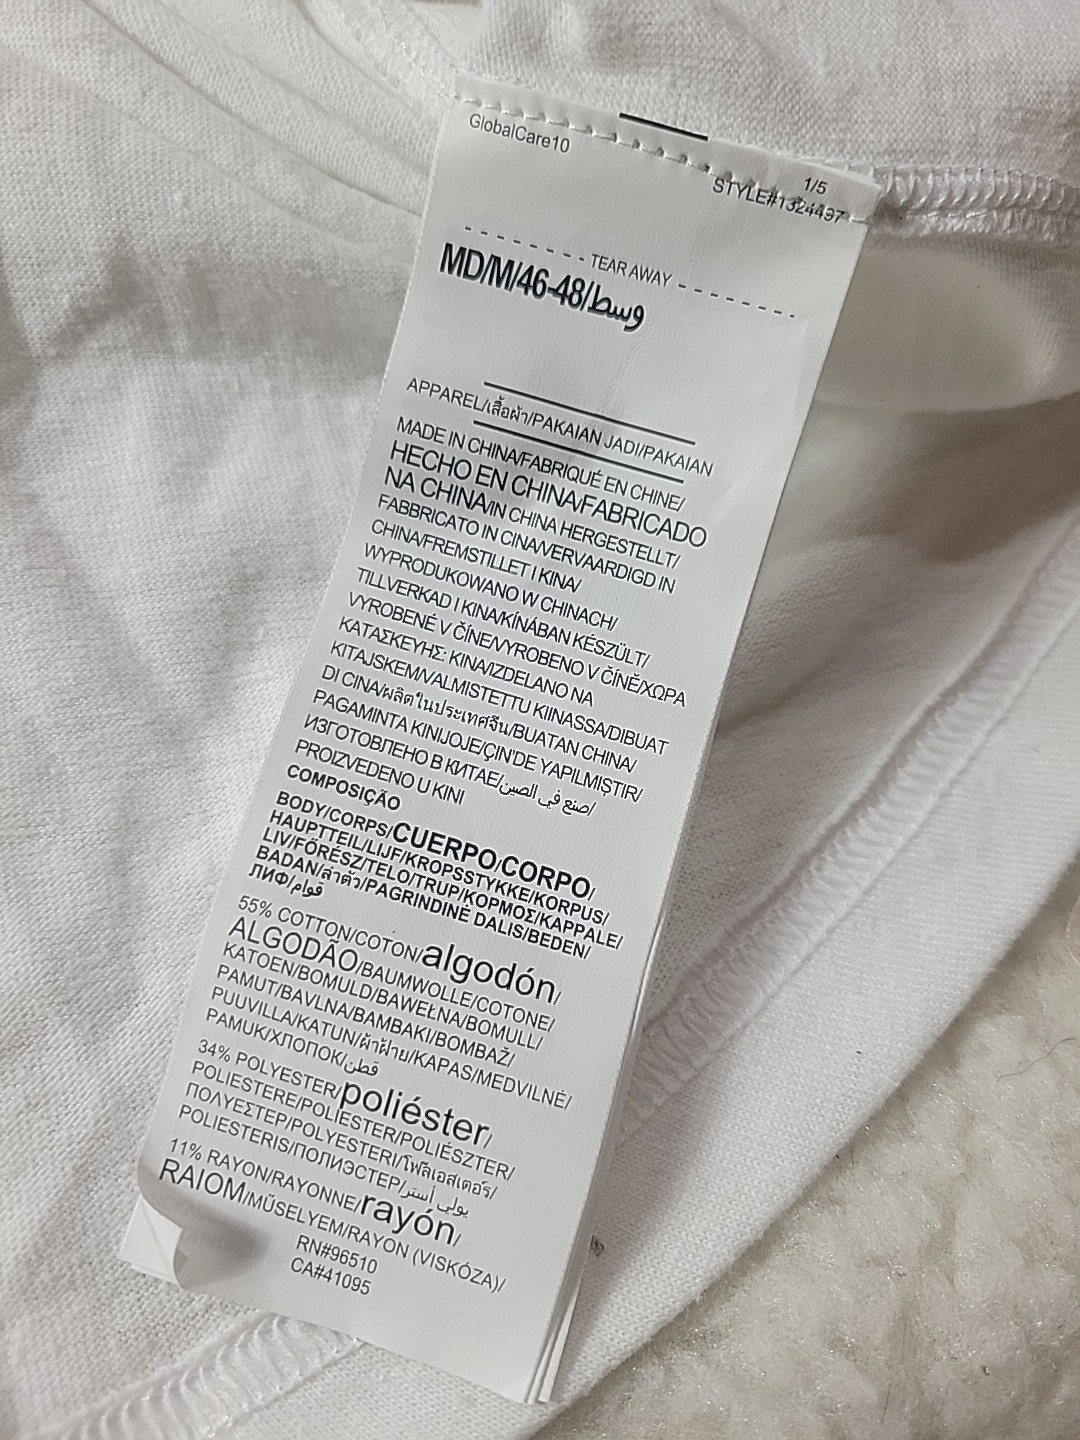 GlobalCare10
1/5
STYLE#1324497
TEAR AWAY
MD/M/46-48/وسط
APPAREL/เสื้อผ้า/PAKAIAN JADI/PAKAIAN
MADE IN CHINA/FABRIQUÉ EN CHINE/
HECHO EN CHINA/FABRICADO
NA CHINA/IN CHINA HERGESTELLT/
FABBRICATO IN CINA/VERVAARDIGD IN
CHINA/FREMSTILLET I KINA/
WYPRODUKOWANO W CHINACH/
TILLVERKAD I KINA/KÍNÁBAN KÉSZÜLT/
VYROBENÉ V ČÍNE/VYROBENO V ČÍNĚ/ΧΩΡΑ
ΚΑΤΑΣΚΕΥΗΣ: ΚΙΝΑ/IZDELANO NA
KITAJSKEM/VALMISTETTU KIINASSA/DIBUAT
DI CINA/ผลิตในประเทศจีน/BUATAN CHINA/
PAGAMINTA KINIJOJE/ÇIN'DE YAPILMIŞTIR/
ИЗГОТОВЛЕНО В КИТАЕ/صنع في الصين/
PROIZVEDENO U KINI
COMPOSIÇÃO
BODY/CORPS/CUERPO/CORPO/
HAUPTTEIL/LIJF/KROPSSTYKKE/KORPUS/
LIV/FŐRÉSZ/TELO/TRUP/ΚΟΡΜΟΣ/KAPPALE/
BADAN/ลำตัว/PAGRINDINĖ DALIS/BEDEN/
ЛИФ/قوام/
55% COTTON/COTON/algodón/
ALGODÃO/BAUMWOLLE/COTONE/
KATOEN/BOMULD/BAWEŁNA/BOMULL/
PAMUT/BAVLNA/BAMBAKI/BOMBAŽ/
PUUVILLA/KATUN/ผ้าฝ้าย/KAPAS/MEDVILNĖ/
PAMUK/ХЛОПОК/قطن/
34% POLYESTER/poliéster/
POLIESTERE/POLIESTER/POLIÉSZTER/
ΠΟΛΥΕΣΤΕΡ/POLYESTERI/โพลีเอสเตอร์/
POLIESTERIS/ПОЛИЭСТЕР/بولي أستر/
11% RAYON/RAYONNE/rayón/
RAIOM/MŰSELYEM/RAYON (VISKÓZA)/
RN#96510
CA#41095